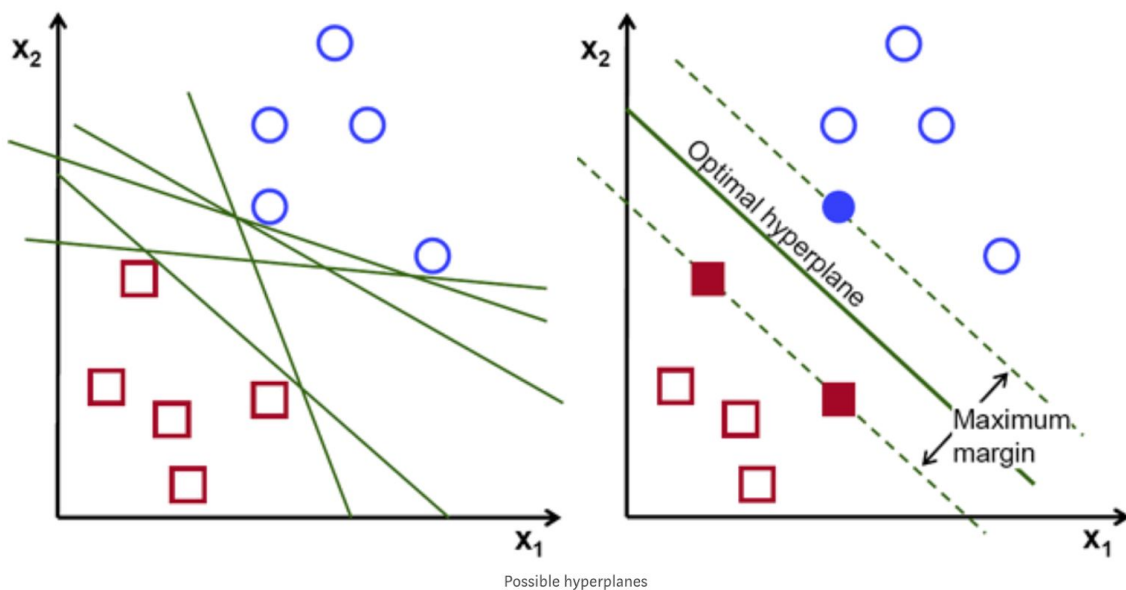 x₂
x₁
x₂
Optimal hyperplane
Maximum
margin
x₁
Possible hyperplanes